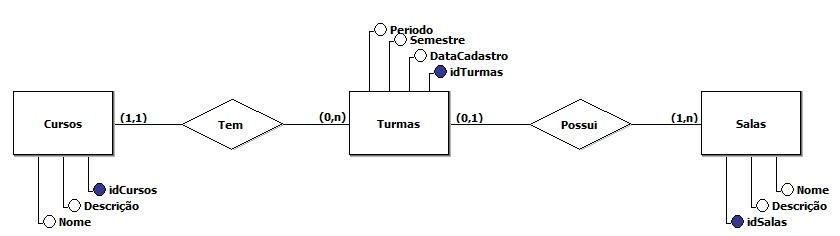 Periodo
Semestre
DataCadastro
idTurmas
Cursos
(1,1)
Tem
(0,n)
Turmas
(0,1)
Possui
(1,n)
Salas
idCursos
Descrição
Nome
Nome
Descrição
idSalas